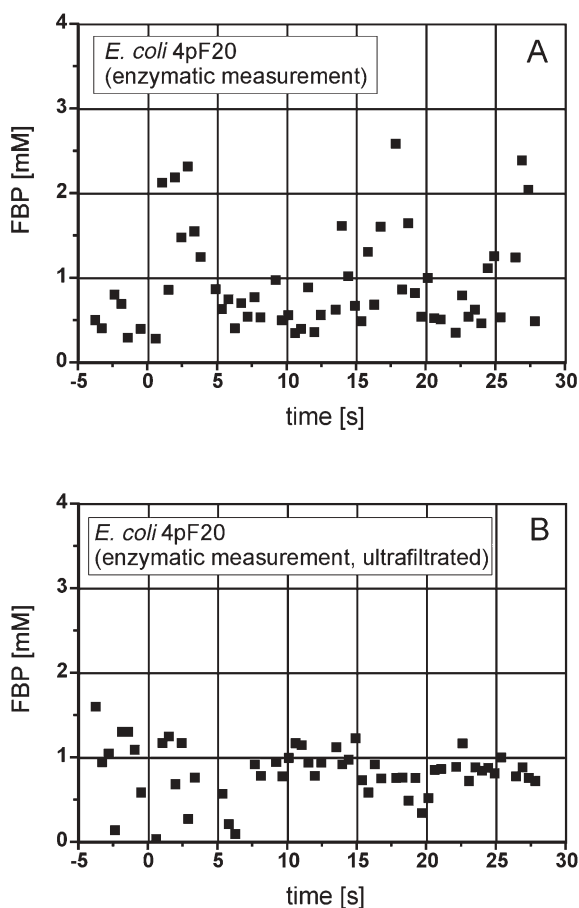 A
E. coli 4pF20
(enzymatic measurement)
4
3
2
1
0
FBP [mM]
-5 0 5 10 15 20 25 30
time [s]
B
E. coli 4pF20
(enzymatic measurement, ultrafiltrated)
4
3
2
1
0
FBP [mM]
-5 0 5 10 15 20 25 30
time [s]